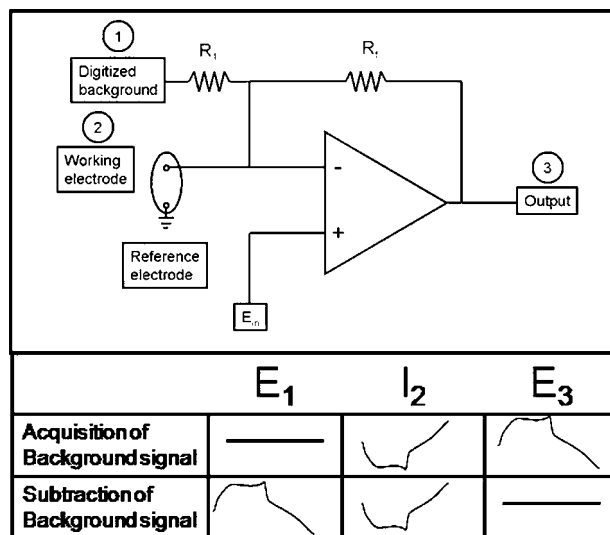 1
R1
Rf
Digitized
background
2
Working
electrode
3
-
Output
+
Reference
electrode
Ein
E1 I2 E3
Acquisition of
Background signal
Subtraction of
Background signal